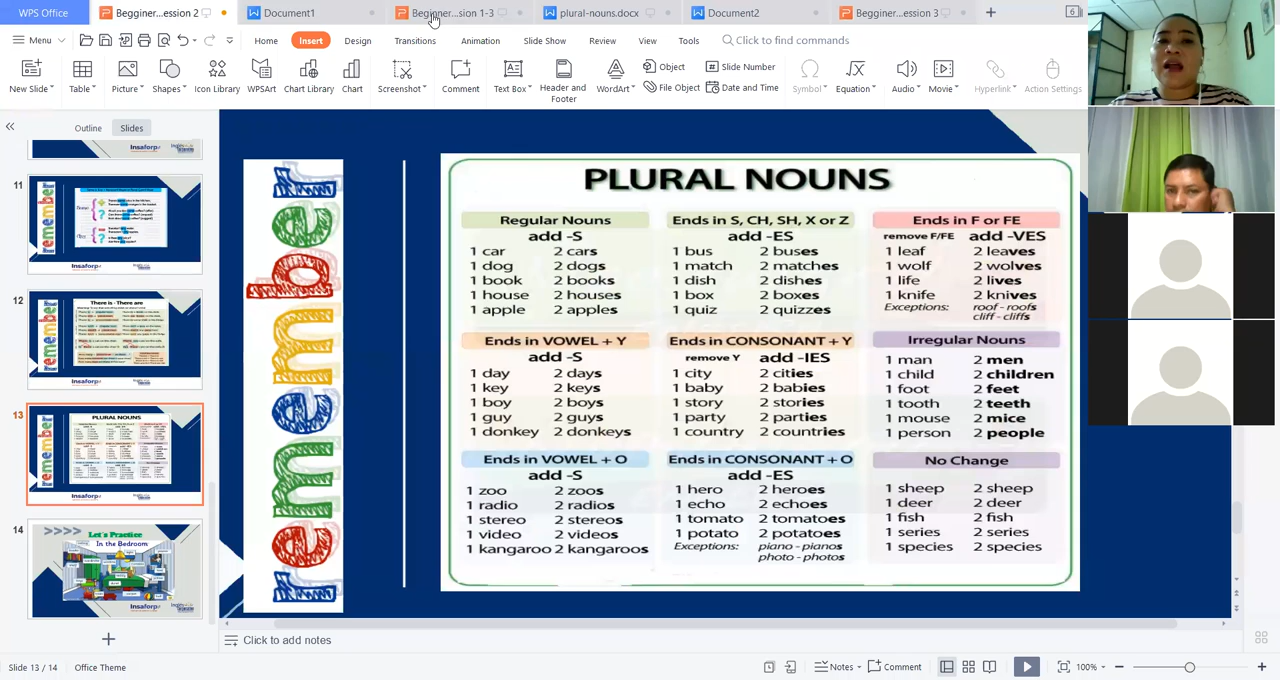 WPS Office Begginer...ession 2 Document1 Beginner...sion 1-3 plural-nouns.docx Document2 Begginer...ession 3 6
Menu Home Insert Design Transitions Animation Slide Show Review View Tools Click to find commands
New Slide Table Picture Shapes Icon Library WPSArt Chart Library Chart Screenshot Comment Text Box Header and Footer WordArt Object File Object Slide Number Date and Time Symbol Equation Audio Movie Hyperlink Action Settings
Outline Slides
11
12
There is - There are
13
PLURAL NOUNS
14
Let's Practice
In the Bedroom
Insaforp
remember
PLURAL NOUNS
Regular Nouns
add -S
1 car 2 cars
1 dog 2 dogs
1 book 2 books
1 house 2 houses
1 apple 2 apples
Ends in S, CH, SH, X or Z
add -ES
1 bus 2 buses
1 match 2 matches
1 dish 2 dishes
1 box 2 boxes
1 quiz 2 quizzes
Ends in F or FE
remove F/FE add -VES
1 leaf 2 leaves
1 wolf 2 wolves
1 life 2 lives
1 knife 2 knives
Exceptions: roof - roofs
cliff - cliffs
Ends in VOWEL + Y
add -S
1 day 2 days
1 key 2 keys
1 boy 2 boys
1 guy 2 guys
1 donkey 2 donkeys
Ends in CONSONANT + Y
remove Y add -IES
1 city 2 cities
1 baby 2 babies
1 story 2 stories
1 party 2 parties
1 country 2 countries
Irregular Nouns
1 man 2 men
1 child 2 children
1 foot 2 feet
1 tooth 2 teeth
1 mouse 2 mice
1 person 2 people
Ends in VOWEL + O
add -S
1 zoo 2 zoos
1 radio 2 radios
1 stereo 2 stereos
1 video 2 videos
1 kangaroo 2 kangaroos
Ends in CONSONANT + O
add -ES
1 hero 2 heroes
1 echo 2 echoes
1 tomato 2 tomatoes
1 potato 2 potatoes
Exceptions: piano - pianos
photo - photos
No Change
1 sheep 2 sheep
1 deer 2 deer
1 fish 2 fish
1 series 2 series
1 species 2 species
Click to add notes
Slide 13 / 14 Office Theme Notes Comment 100%